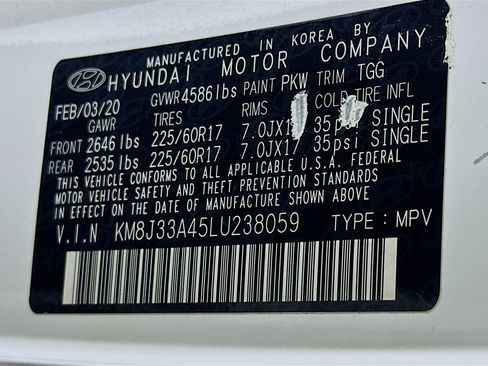 MANUFACTURED IN KOREA BY
HYUNDAI MOTOR COMPANY
FEB/03/20 GVWR 4586 lbs PAINT PKW TRIM TGG
GAWR TIRES RIMS COLD TIRE INFL
FRONT 2646 lbs 225/60R17 7.0JX1 35 psi SINGLE
REAR 2535 lbs 225/60R17 7.0JX17 35psi SINGLE
THIS VEHICLE CONFORMS TO ALL APPLICABLE U.S.A. FEDERAL
MOTOR VEHICLE SAFETY AND THEFT PREVENTION STANDARDS
IN EFFECT ON THE DATE OF MANUFACTURE SHOWN ABOVE.
V.I.N KM8J33A45LU238059 TYPE : MPV